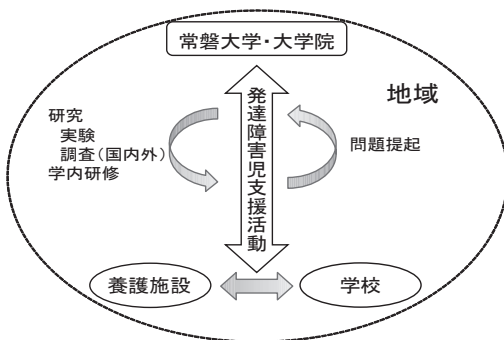 常磐大学・大学院
地域
研究
実験
調査(国内外)
学内研修
発達障害児支援活動
問題提起
養護施設
学校